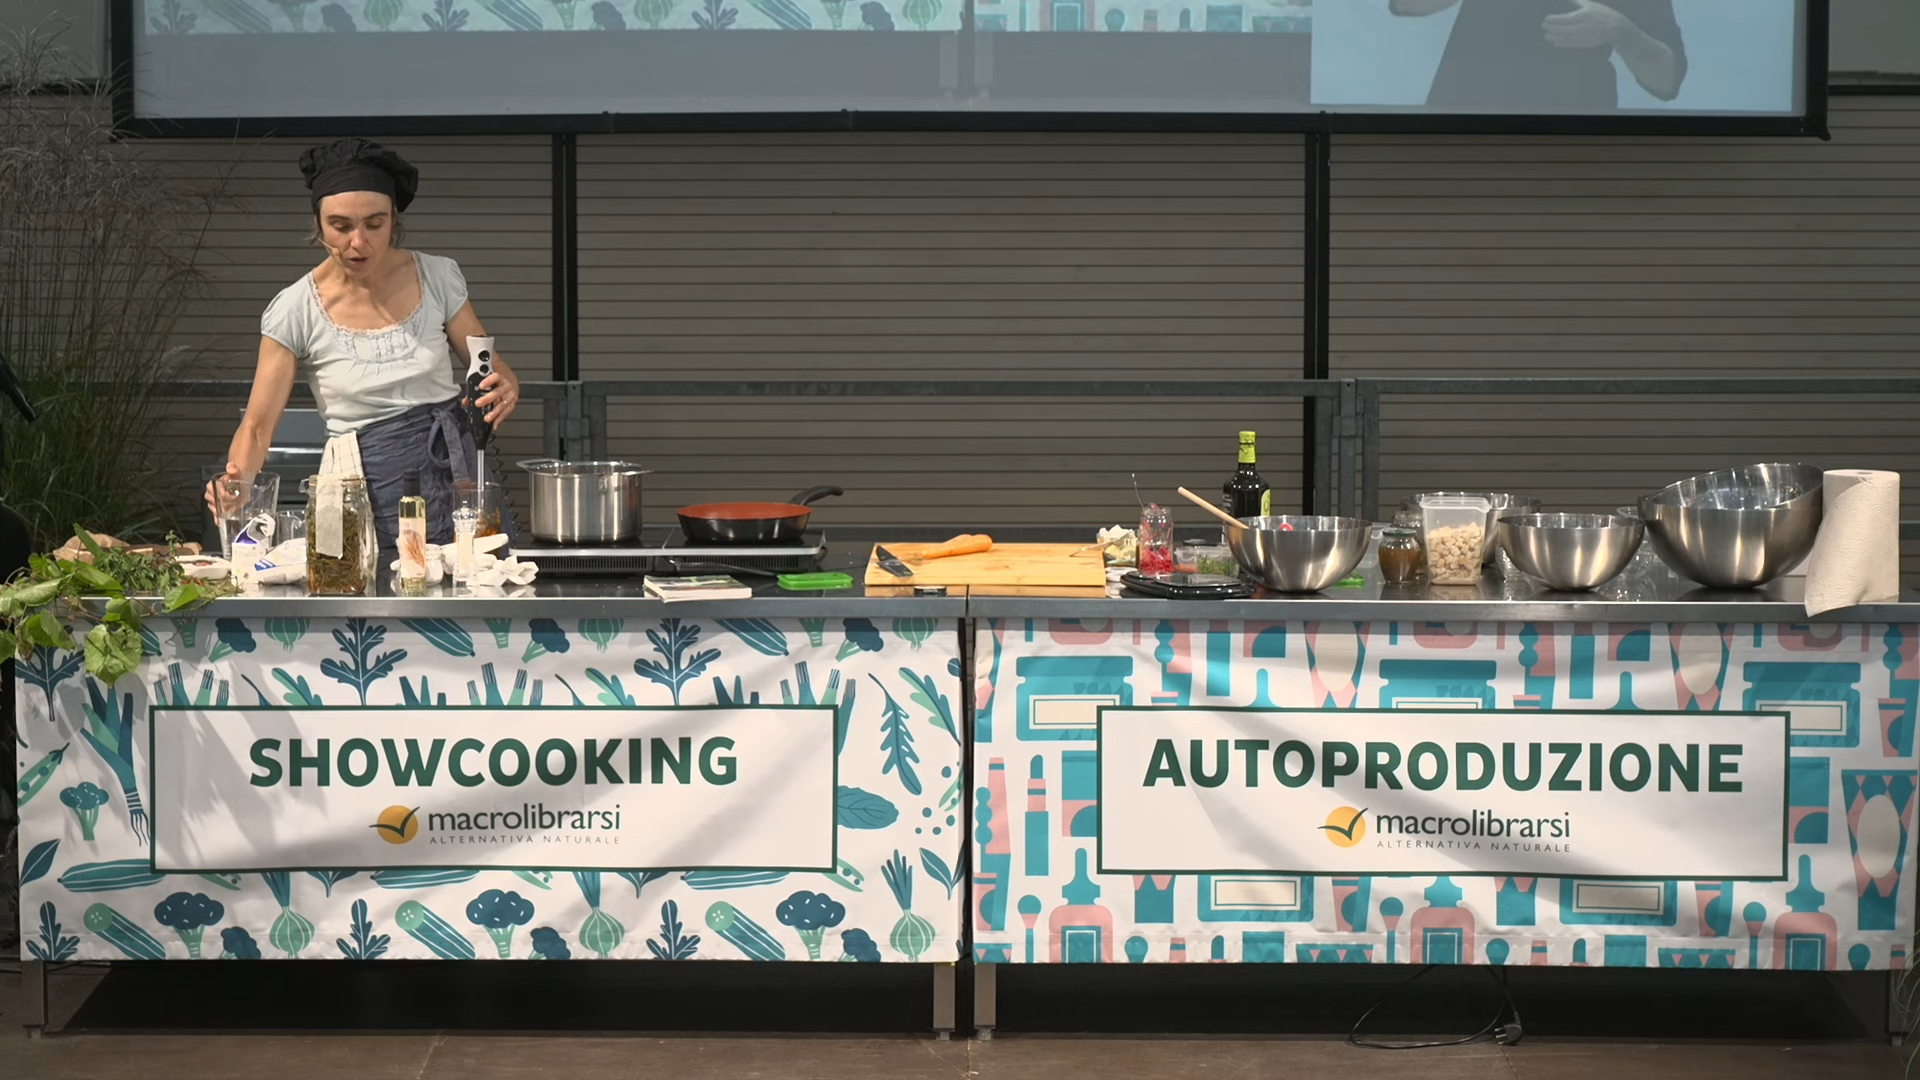 SHOWCOOKING
macrolibrarsi
ALTERNATIVA NATURALE
AUTOPRODUZIONE
macrolibrarsi
ALTERNATIVA NATURALE